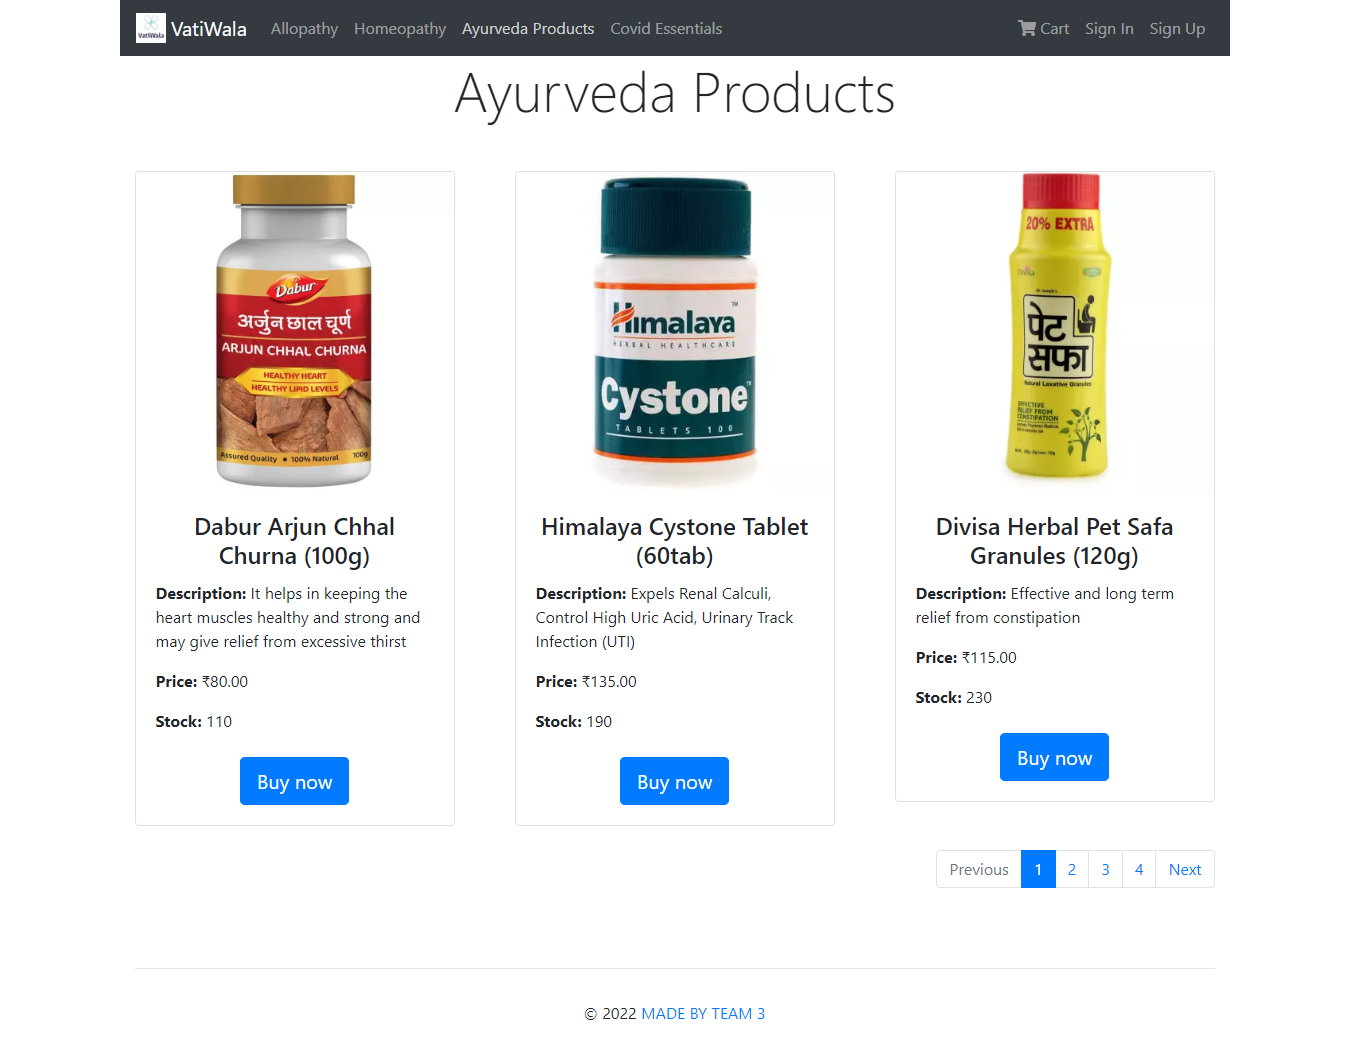 VatiWala
VatiWala Allopathy Homeopathy Ayurveda Products Covid Essentials Cart Sign In Sign Up
Ayurveda Products
Dabur
अर्जुन छाल चूर्ण
ARJUN CHHAL CHURNA
HEALTHY HEART
HEALTHY LIPID LEVELS
Assured Quality • 100% Natural 100g
Dabur Arjun Chhal
Churna (100g)
Description: It helps in keeping the
heart muscles healthy and strong and
may give relief from excessive thirst
Price: ₹80.00
Stock: 110
Buy now
Himalaya™
HERBAL HEALTHCARE
Cystone™
TABLETS 100
Himalaya Cystone Tablet
(60tab)
Description: Expels Renal Calculi,
Control High Uric Acid, Urinary Track
Infection (UTI)
Price: ₹135.00
Stock: 190
Buy now
20% EXTRA
Divisa
पेट
सफा
Natural Laxative Granules
EFFECTIVE
RELIEF FROM
CONSTIPATION
Divisa Herbal Pet Safa
Granules (120g)
Description: Effective and long term
relief from constipation
Price: ₹115.00
Stock: 230
Buy now
Previous 1 2 3 4 Next
© 2022 MADE BY TEAM 3